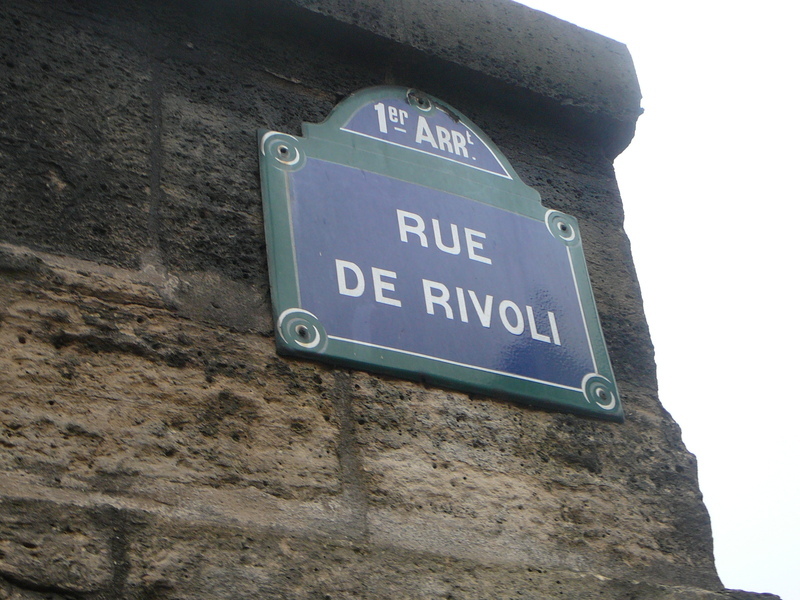 1er ARRt.
RUE
DE RIVOLI